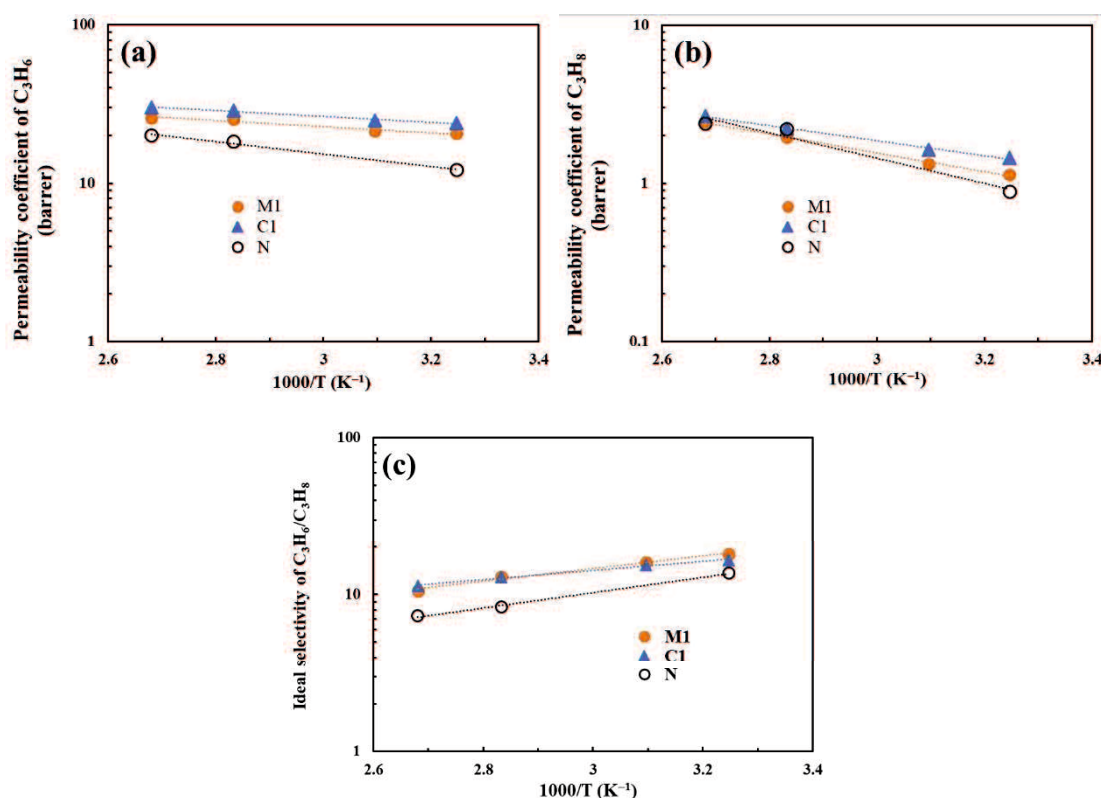 (a)
Permeability coefficient of C₃H₆
(barrer)
100
10
1
M1
C1
N
2.6 2.8 3 3.2 3.4
1000/T (K⁻¹)
(b)
Permeability coefficient of C₃H₈
(barrer)
10
1
0.1
M1
C1
N
2.6 2.8 3 3.2 3.4
1000/T (K⁻¹)
(c)
Ideal selectivity of C₃H₆/C₃H₈
100
10
1
M1
C1
N
2.6 2.8 3 3.2 3.4
1000/T (K⁻¹)